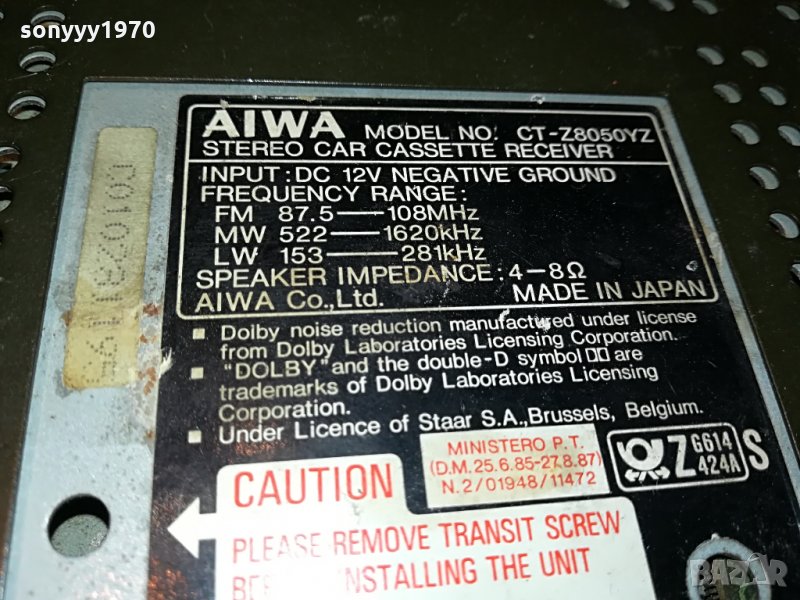 sonyyy1970
AIWA MODEL NO. CT-Z8050YZ
STEREO CAR CASSETTE RECEIVER
INPUT : DC 12V NEGATIVE GROUND
FREQUENCY RANGE :
FM 87.5—108MHz
MW 522—1620kHz
LW 153—281kHz
SPEAKER IMPEDANCE : 4-8Ω
AIWA Co.,Ltd. MADE IN JAPAN
■ Dolby noise reduction manufactured under license
from Dolby Laboratories Licensing Corporation.
■ "DOLBY" and the double-D symbol are
trademarks of Dolby Laboratories Licensing
Corporation.
■ Under Licence of Staar S.A., Brussels, Belgium.
MINISTERO P.T.
(D.M.25.6.85-27.8.87)
N.2/01948/11472
Z G614 S
424A
CAUTION
PLEASE REMOVE TRANSIT SCREW
INSTALLING THE UNIT
BAZAR